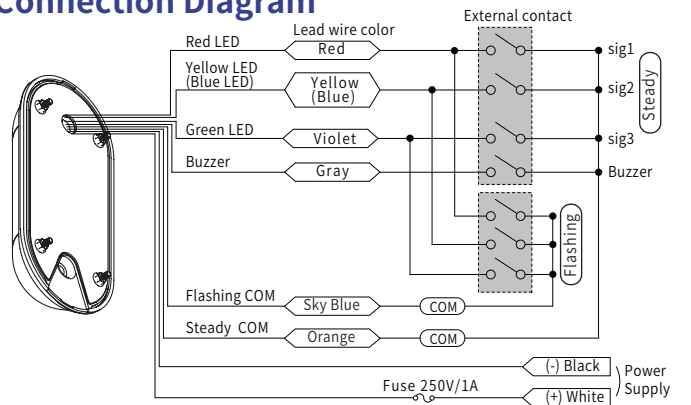 Connection Diagram
External contact
Lead wire color
Red LED
Red
sig1
Yellow LED
(Blue LED)
Yellow
(Blue)
sig2
Steady
Green LED
Violet
sig3
Buzzer
Gray
Buzzer
Flashing
Flashing COM
Sky Blue
COM
Steady COM
Orange
COM
(-) Black
Power
Supply
Fuse 250V/1A
(+) White